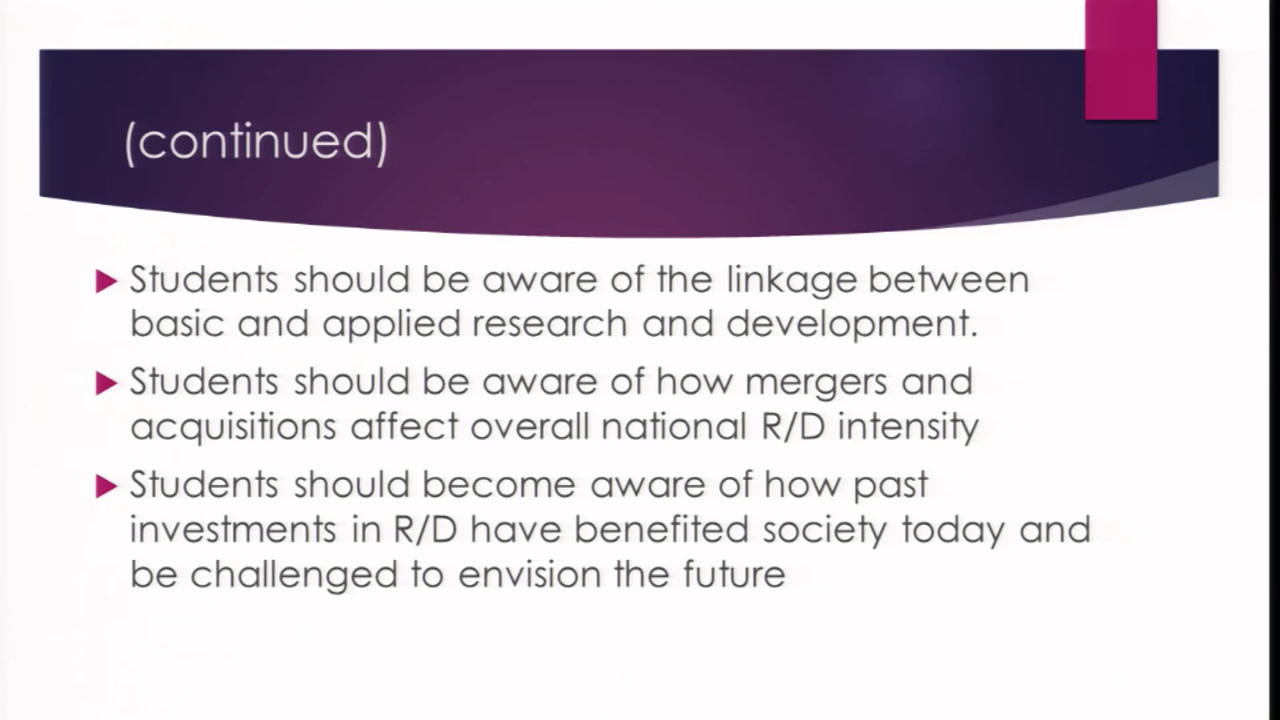 (continued)
Students should be aware of the linkage between
basic and applied research and development.
Students should be aware of how mergers and
acquisitions affect overall national R/D intensity
Students should become aware of how past
investments in R/D have benefited society today and
be challenged to envision the future